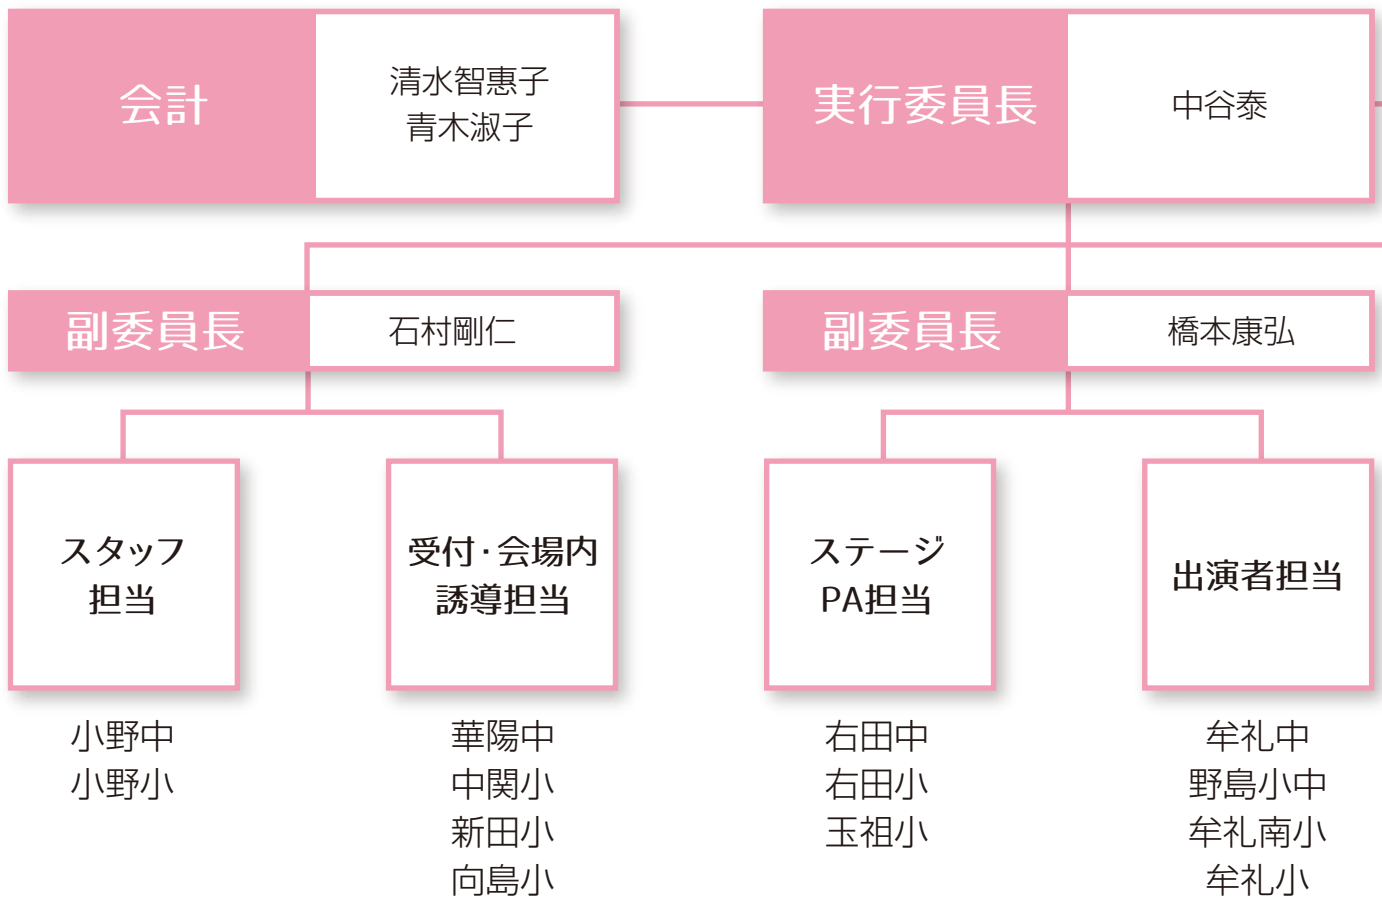 会計
清水智恵子
青木淑子
実行委員長
中谷泰
副委員長
石村剛仁
副委員長
橋本康弘
スタッフ
担当
小野中
小野小
受付・会場内
誘導担当
華陽中
中関小
新田小
向島小
ステージ
PA担当
右田中
右田小
玉祖小
出演者担当
牟礼中
野島小中
牟礼南小
牟礼小